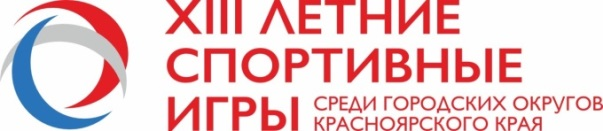 XIII ЛЕТНИЕ
СПОРТИВНЫЕ
ИГРЫ СРЕДИ ГОРОДСКИХ ОКРУГОВ
КРАСНОЯРСКОГО КРАЯ